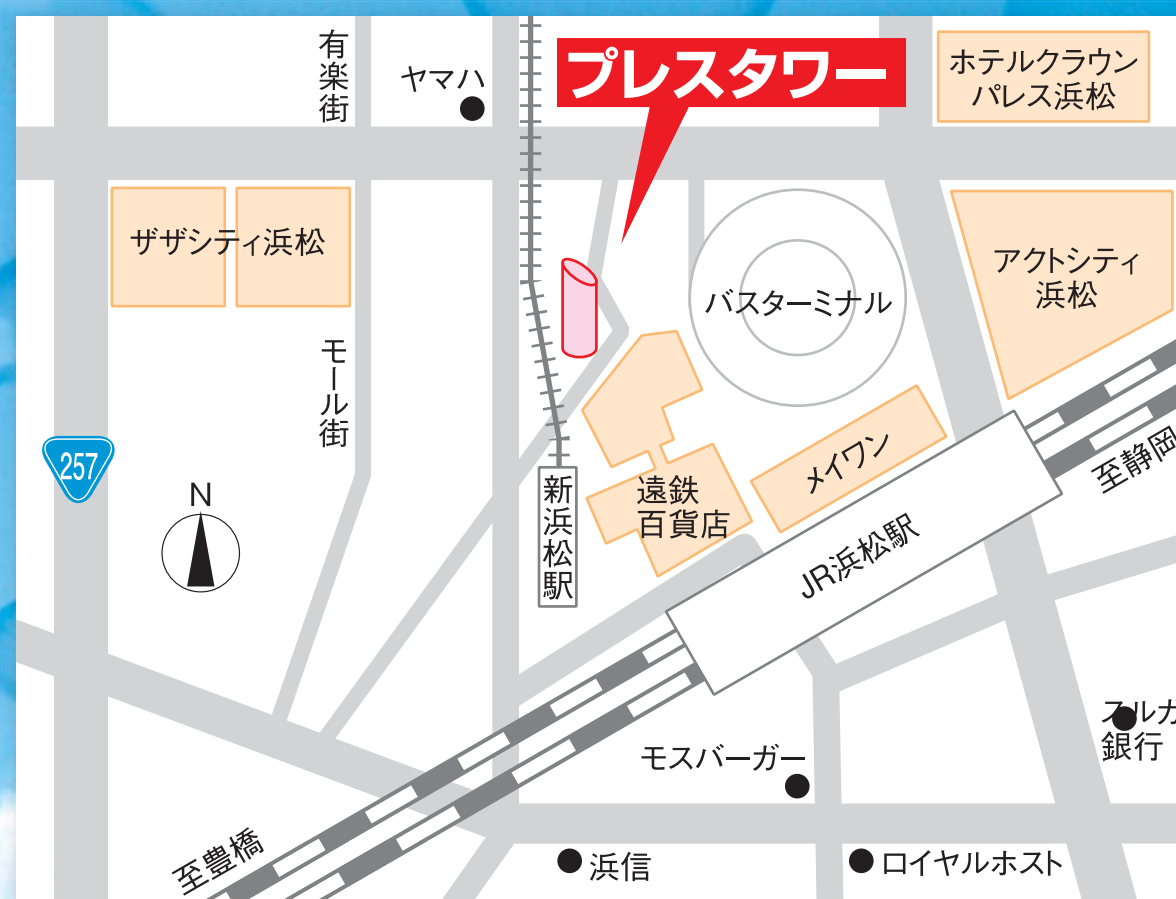 有楽街
ヤマハ
プレスタワー
ホテルクラウン
パレス浜松
ザザシティ浜松
バスターミナル
アクトシティ
浜松
モール街
257
N
新浜松駅
遠鉄
百貨店
メイワン
JR浜松駅
至静岡
スルガ
銀行
モスバーガー
至豊橋
浜信
ロイヤルホスト